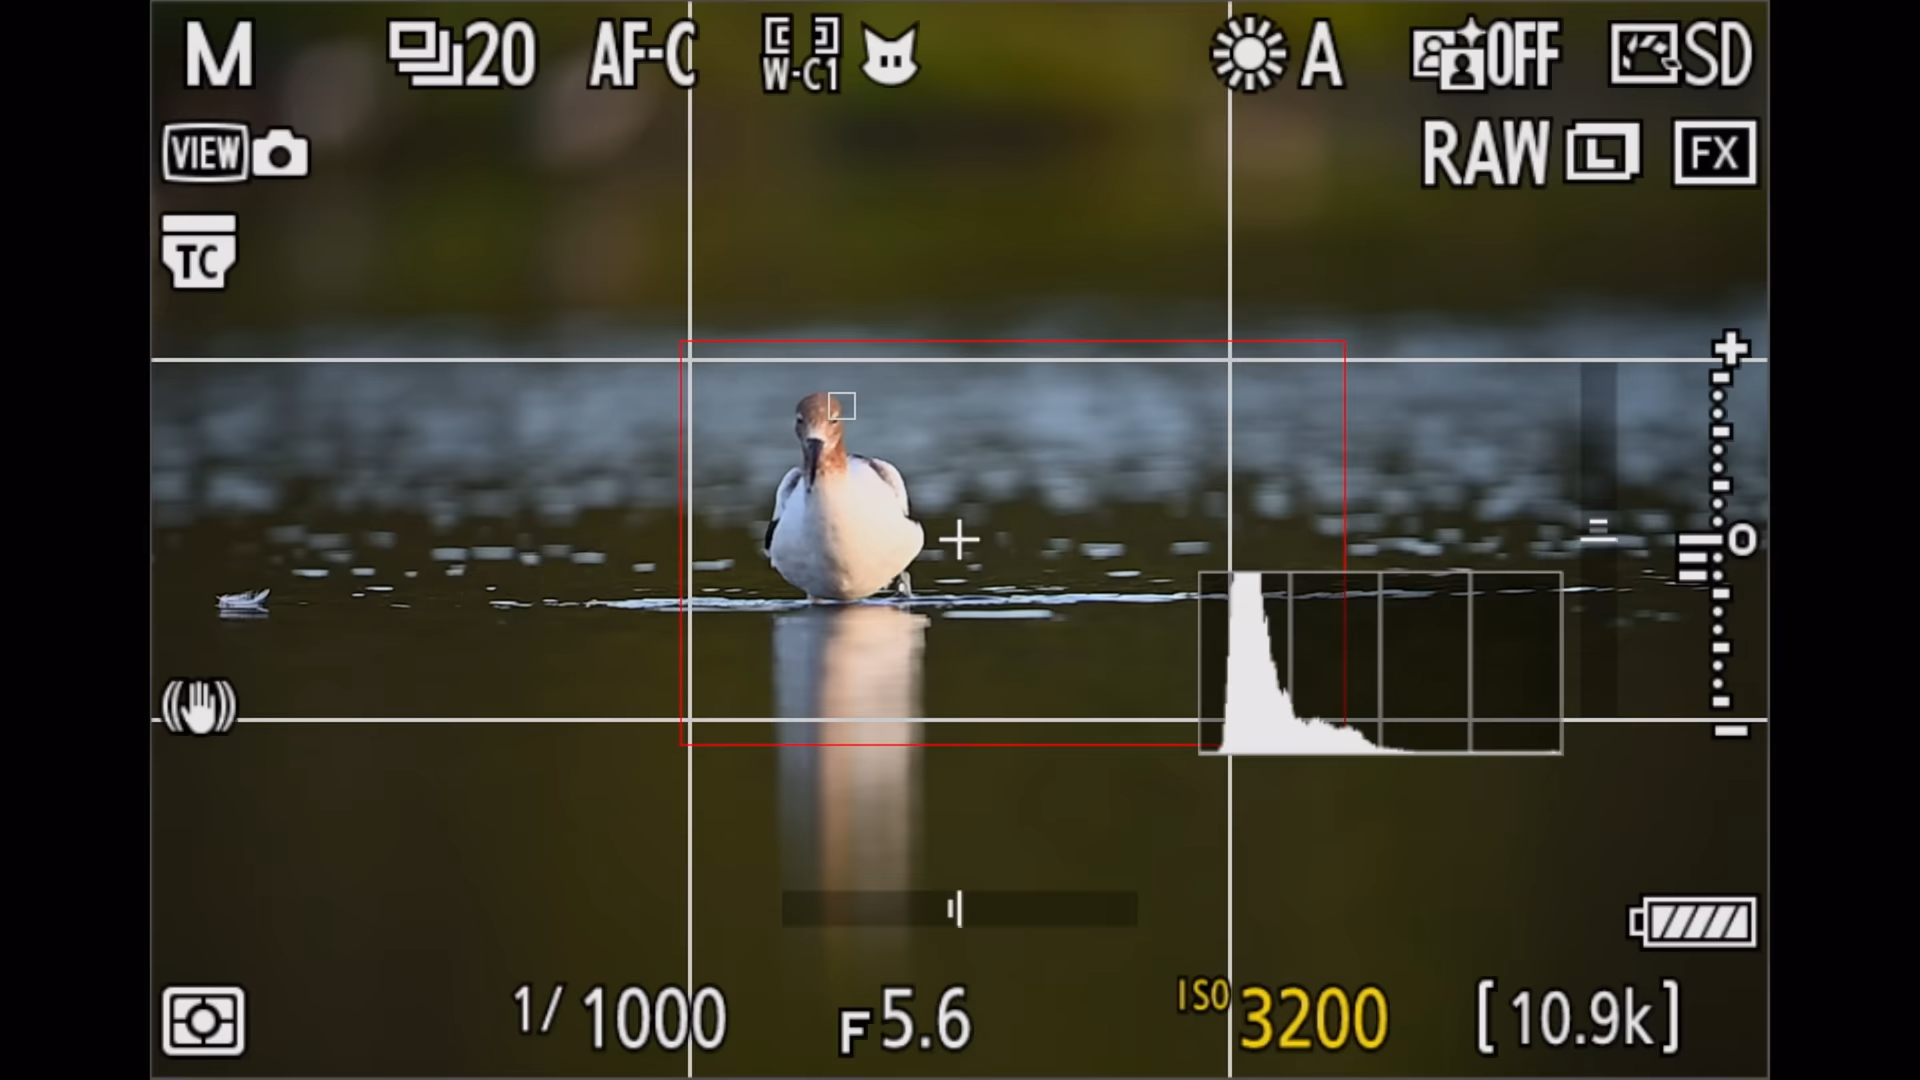 M 20 AF-C W-C1 A OFF SD
VIEW RAW L FX
TC
1/1000 F5.6 ISO 3200 [10.9k]